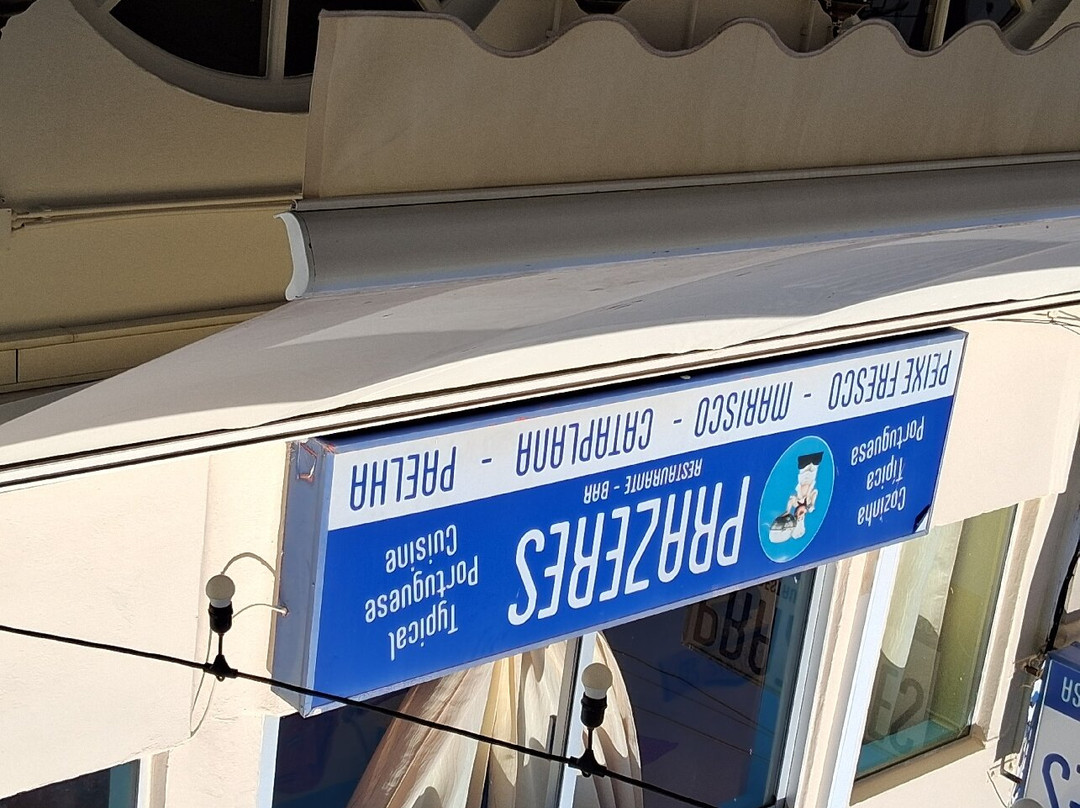 Cozinha
Típica
Portuguesa
PRAZERES
RESTAURANTE - BAR
Typical
Portuguese
Cuisine
PEIXE FRESCO - MARISCO - CATAPLANA - PAELHA